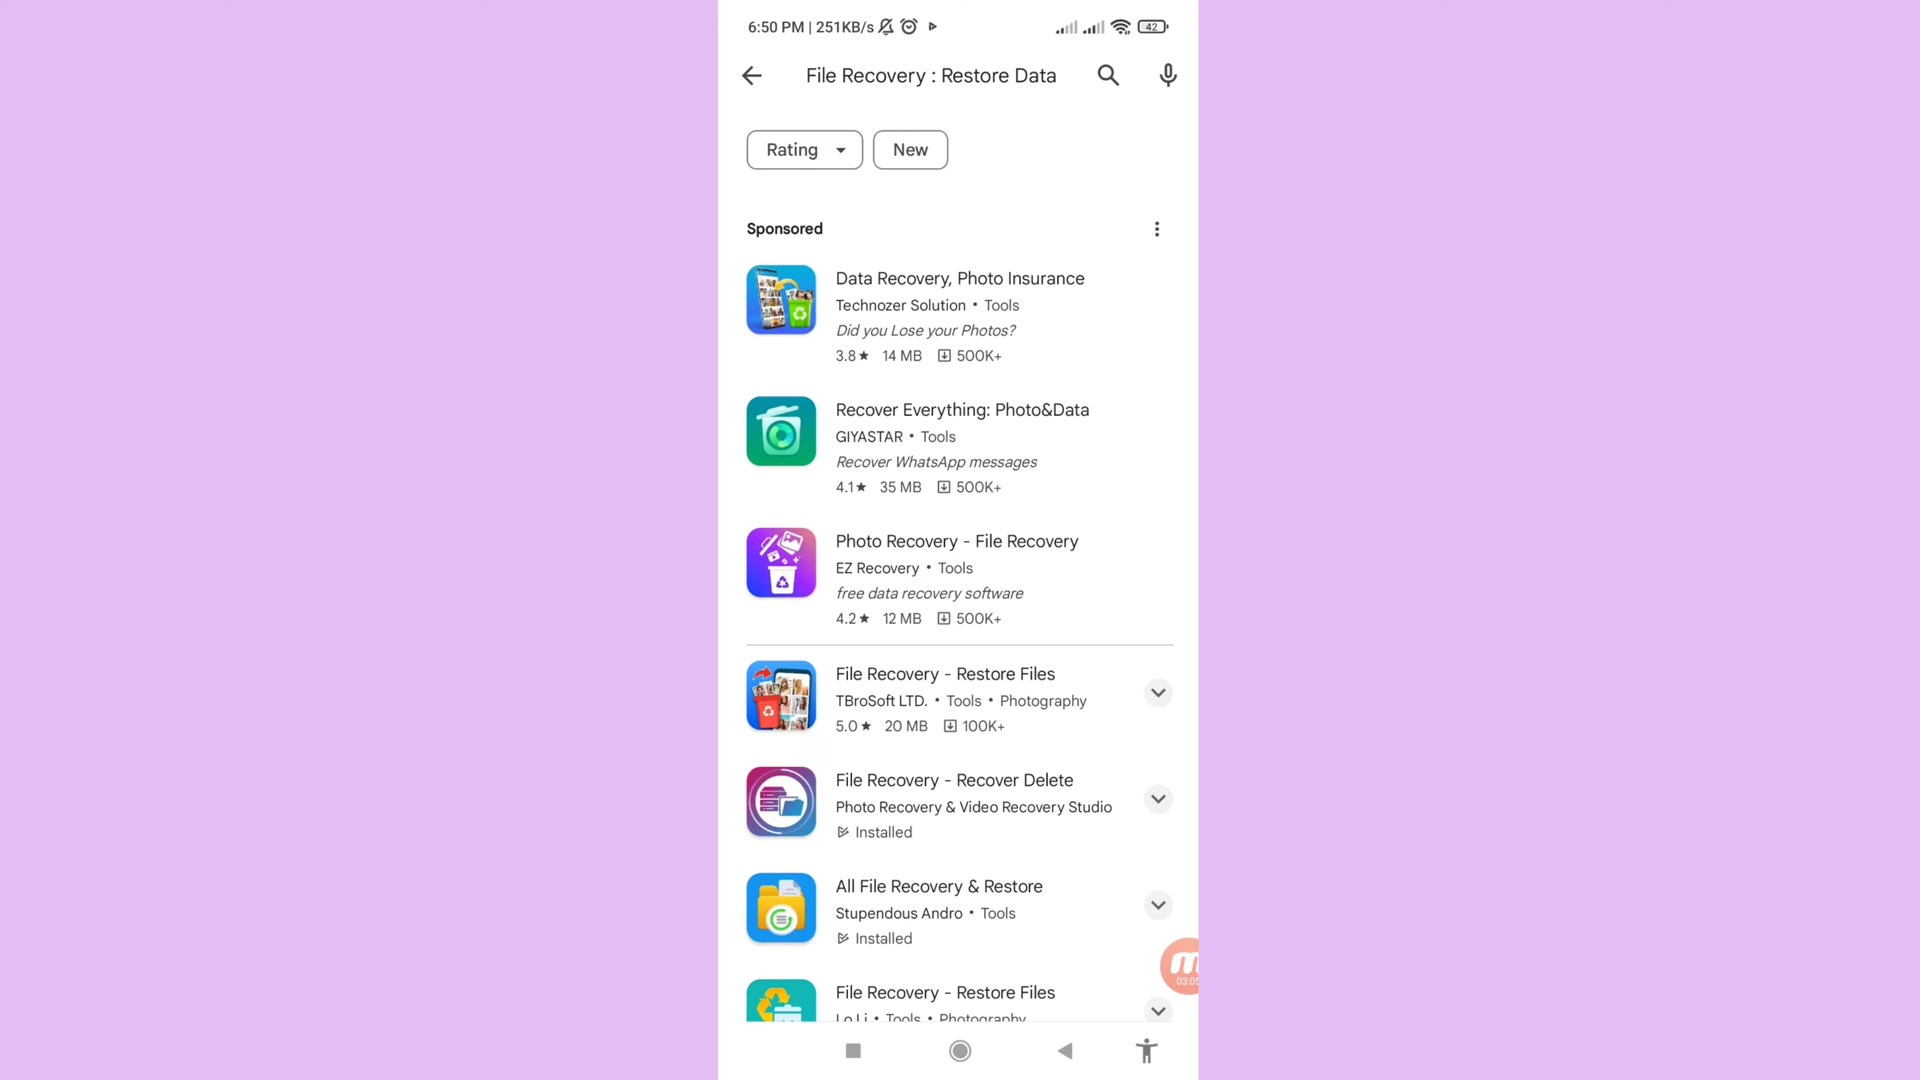 6:50 PM | 251KB/s 42
File Recovery : Restore Data
Rating New
Sponsored
Data Recovery, Photo Insurance
Technozer Solution • Tools
Did you Lose your Photos?
3.8★ 14 MB 500K+
Recover Everything: Photo&Data
GIYASTAR • Tools
Recover WhatsApp messages
4.1★ 35 MB 500K+
Photo Recovery - File Recovery
EZ Recovery • Tools
free data recovery software
4.2★ 12 MB 500K+
File Recovery - Restore Files
TBroSoft LTD. • Tools • Photography
5.0★ 20 MB 100K+
File Recovery - Recover Delete
Photo Recovery & Video Recovery Studio
Installed
All File Recovery & Restore
Stupendous Andro • Tools
Installed
03:05
File Recovery - Restore Files
Lo Li • Tools • Photography